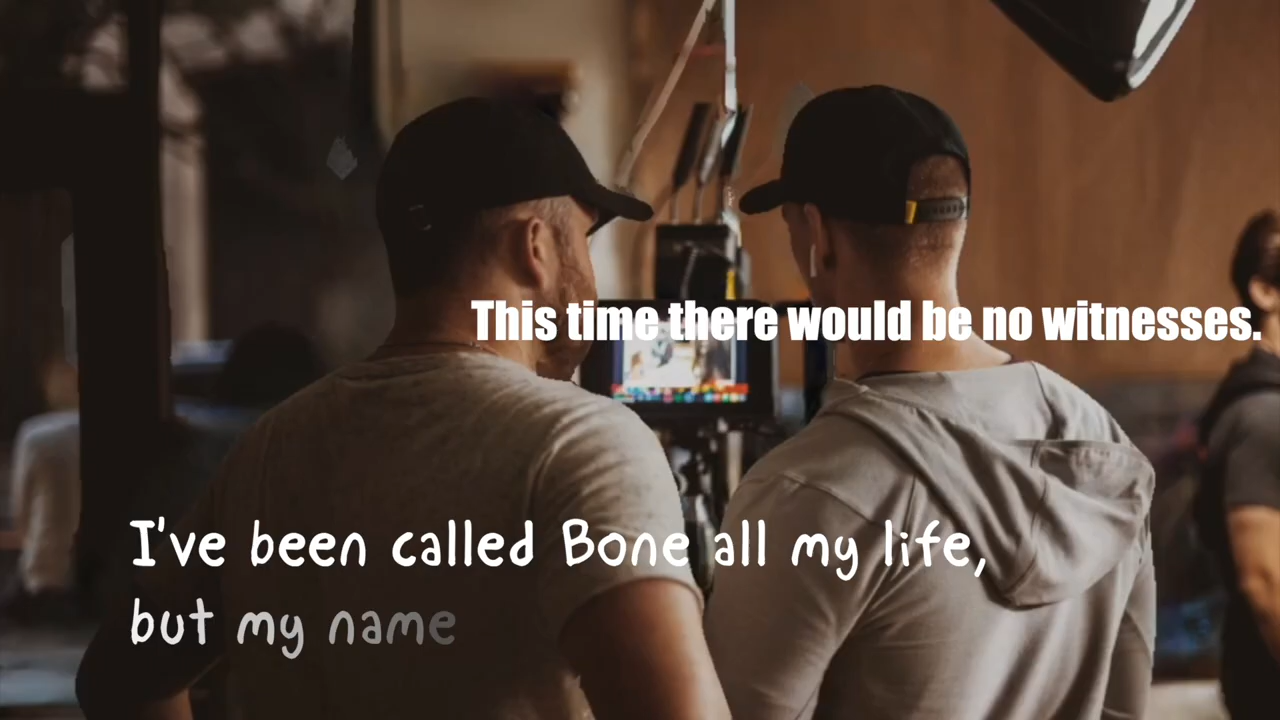 This time there would be no witnesses.
I've been called Bone all my life,
but my name